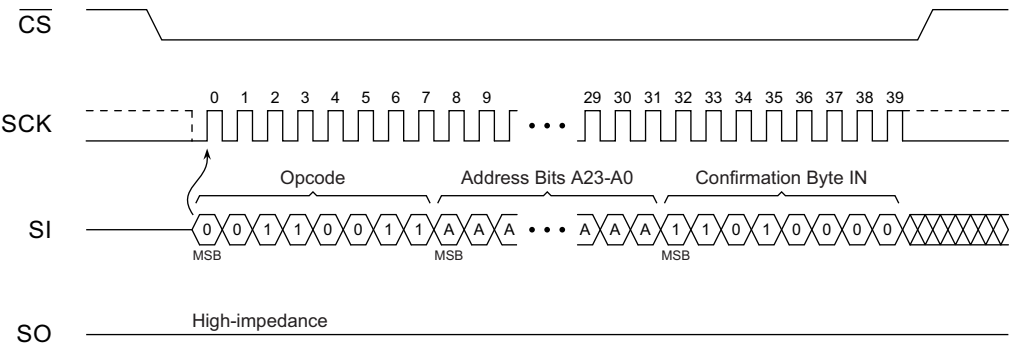 CS
0 1 2 3 4 5 6 7 8 9 29 30 31 32 33 34 35 36 37 38 39
SCK
Opcode Address Bits A23-A0 Confirmation Byte IN
SI 0 0 1 1 0 0 1 1 A A A A A A 1 1 0 1 0 0 0 0
MSB MSB MSB
High-impedance
SO